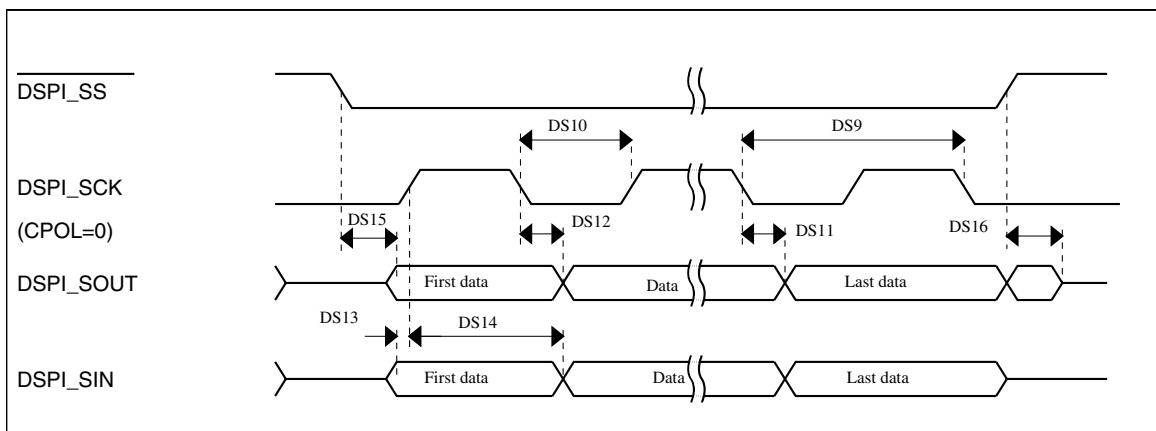 DSPI_SS
DS10
DS9
DSPI_SCK
(CPOL=0)
DS15
DS12
DS11
DS16
DSPI_SOUT
First data
Data
Last data
DS13
DS14
DSPI_SIN
First data
Data
Last data